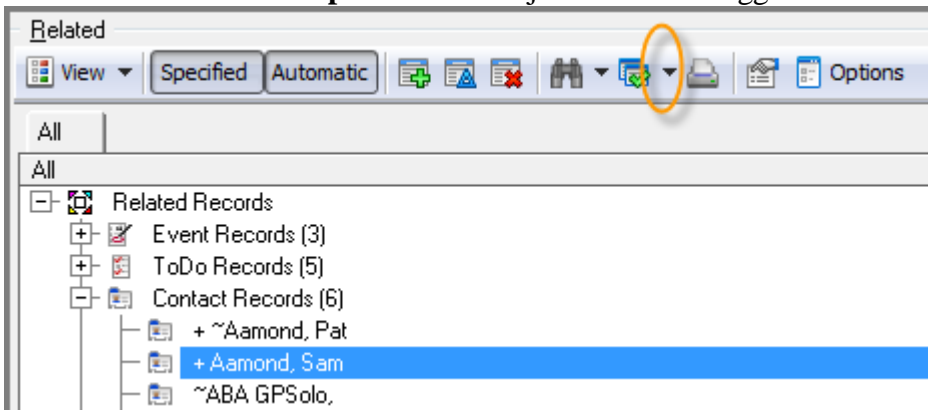 Related
View Specified Automatic Options
All
All
Related Records
Event Records (3)
ToDo Records (5)
Contact Records (6)
+ ~Aamond, Pat
+ Aamond, Sam
~ABA GPSolo,